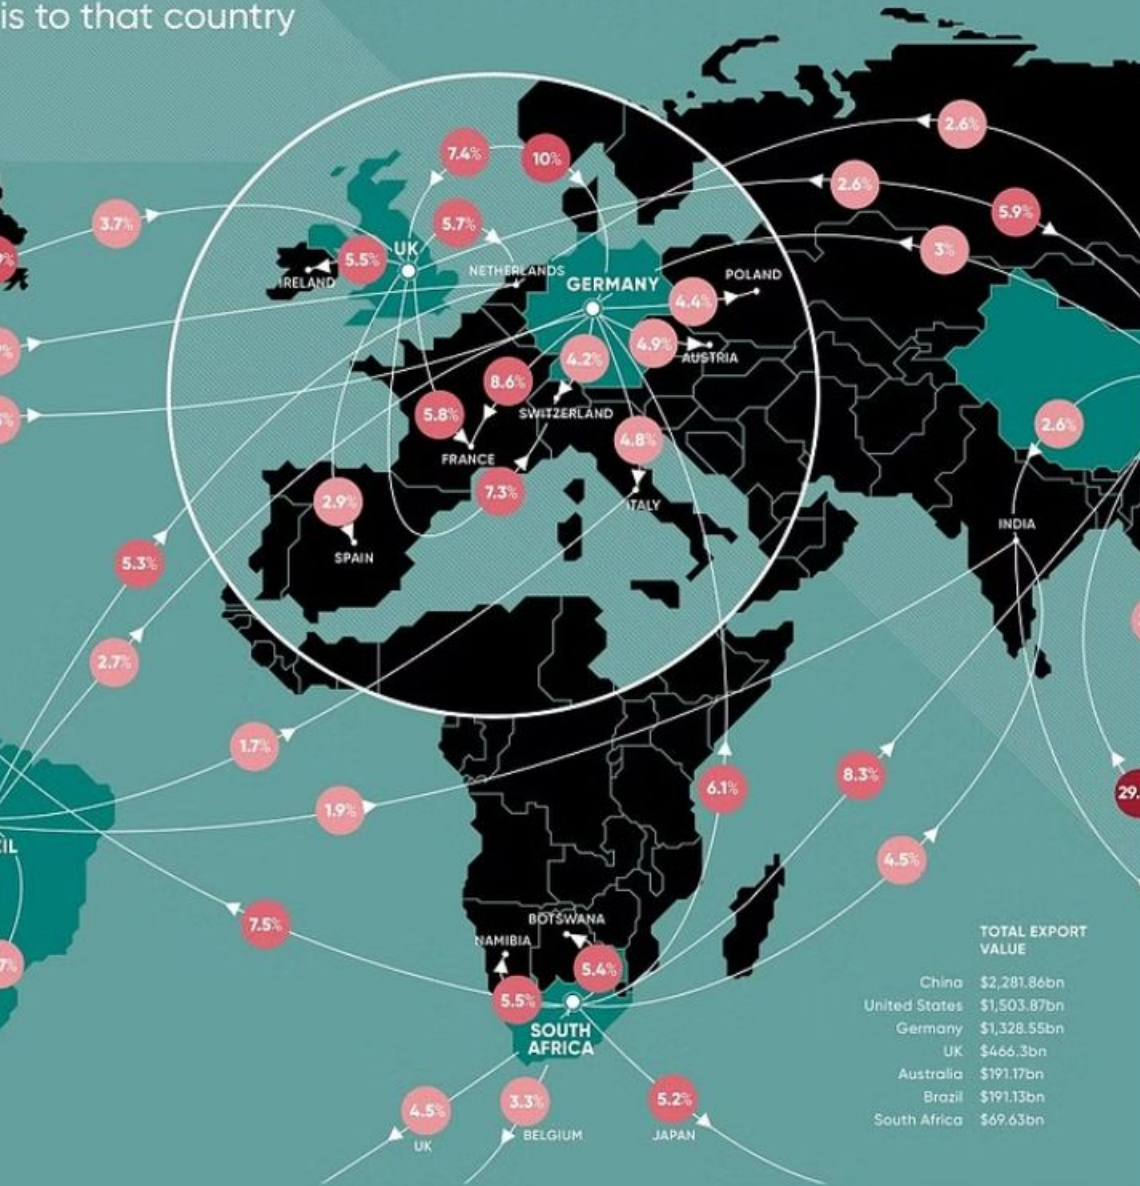 is to that country
2.6%
7.4%
10%
2.6%
5.9%
3.7%
5.7%
3%
UK
5.5%
IRELAND
NETHERLANDS
GERMANY
POLAND
4.4%
4.9%
AUSTRIA
4.2%
8.6%
5.8%
SWITZERLAND
2.6%
4.8%
FRANCE
7.3%
2.9%
ITALY
SPAIN
INDIA
5.3%
2.7%
1.7%
8.3%
6.1%
1.9%
29.
4.5%
IL
7.5%
BOTSWANA
NAMIBIA
7%
5.4%
5.5%
SOUTH
AFRICA
4.5%
UK
3.3%
BELGIUM
5.2%
JAPAN
TOTAL EXPORT
VALUE
China $2,281.86bn
United States $1,503.87bn
Germany $1,328.55bn
UK $466.3bn
Australia $191.17bn
Brazil $191.13bn
South Africa $69.63bn